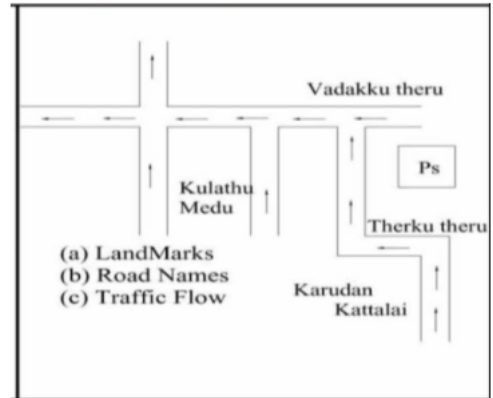 Vadakku theru
Ps
Kulathu
Medu
Therku theru
(a) LandMarks
(b) Road Names
(c) Traffic Flow
Karudan
Kattalai